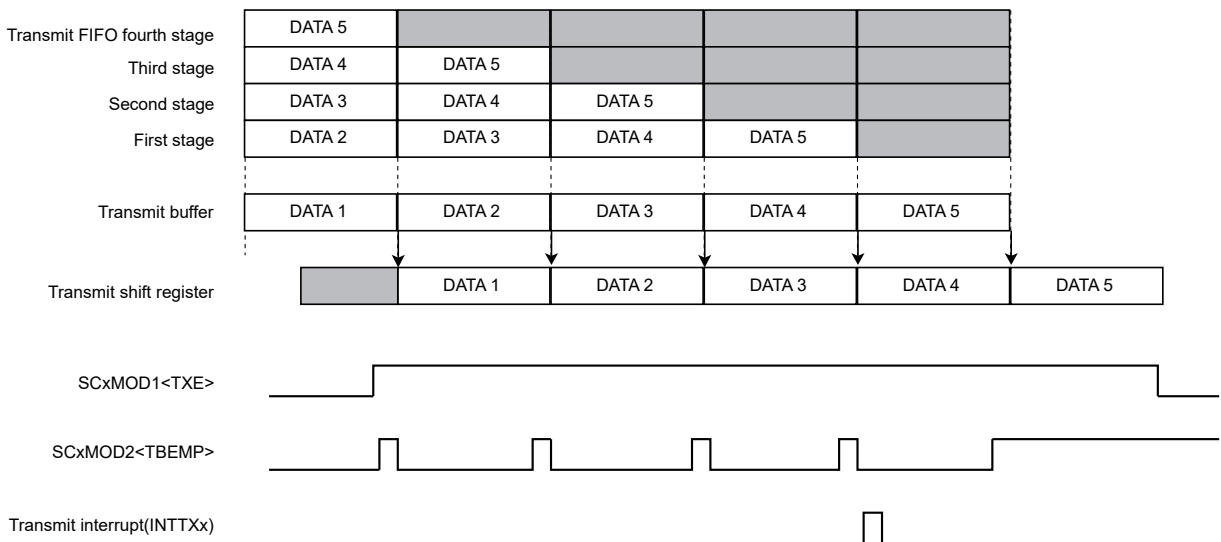 Transmit FIFO fourth stage DATA 5
Third stage DATA 4 DATA 5
Second stage DATA 3 DATA 4 DATA 5
First stage DATA 2 DATA 3 DATA 4 DATA 5
Transmit buffer DATA 1 DATA 2 DATA 3 DATA 4 DATA 5
Transmit shift register DATA 1 DATA 2 DATA 3 DATA 4 DATA 5
SCxMOD1<TXE>
SCxMOD2<TBEMP>
Transmit interrupt(INTTXx)